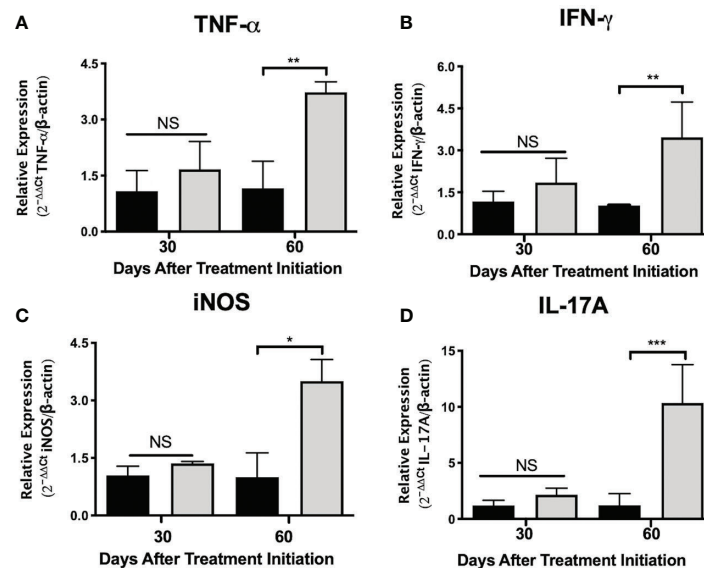 A
TNF-α
Relative Expression
(2^−ΔΔCt TNF-α/β-actin)
4.5
3.0
1.5
0.0
NS
**
30
60
Days After Treatment Initiation
B
IFN-γ
Relative Expression
(2^−ΔΔCt IFN-γ/β-actin)
6.0
4.5
3.0
1.5
0.0
NS
**
30
60
Days After Treatment Initiation
C
iNOS
Relative Expression
(2^−ΔΔCt iNOS/β-actin)
4.5
3.0
1.5
0.0
NS
*
30
60
Days After Treatment Initiation
D
IL-17A
Relative Expression
(2^−ΔΔCt IL-17A/β-actin)
15
10
5
0
NS
***
30
60
Days After Treatment Initiation